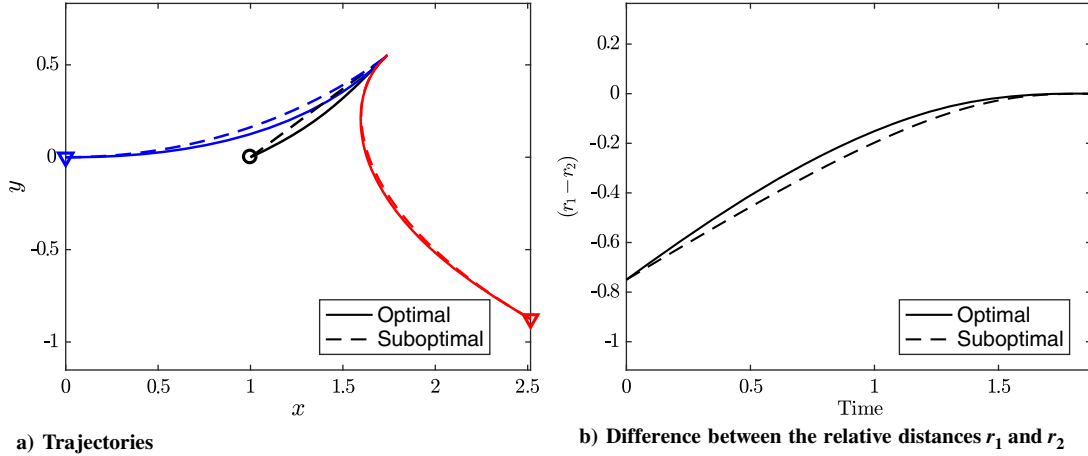 0.5
0
-0.5
-1
y
0
0.5
1
1.5
2
2.5
x
Optimal
Suboptimal
a) Trajectories
0.2
0
-0.2
-0.4
-0.6
-0.8
-1
(r₁ − r₂)
0
0.5
1
1.5
Time
Optimal
Suboptimal
b) Difference between the relative distances r₁ and r₂